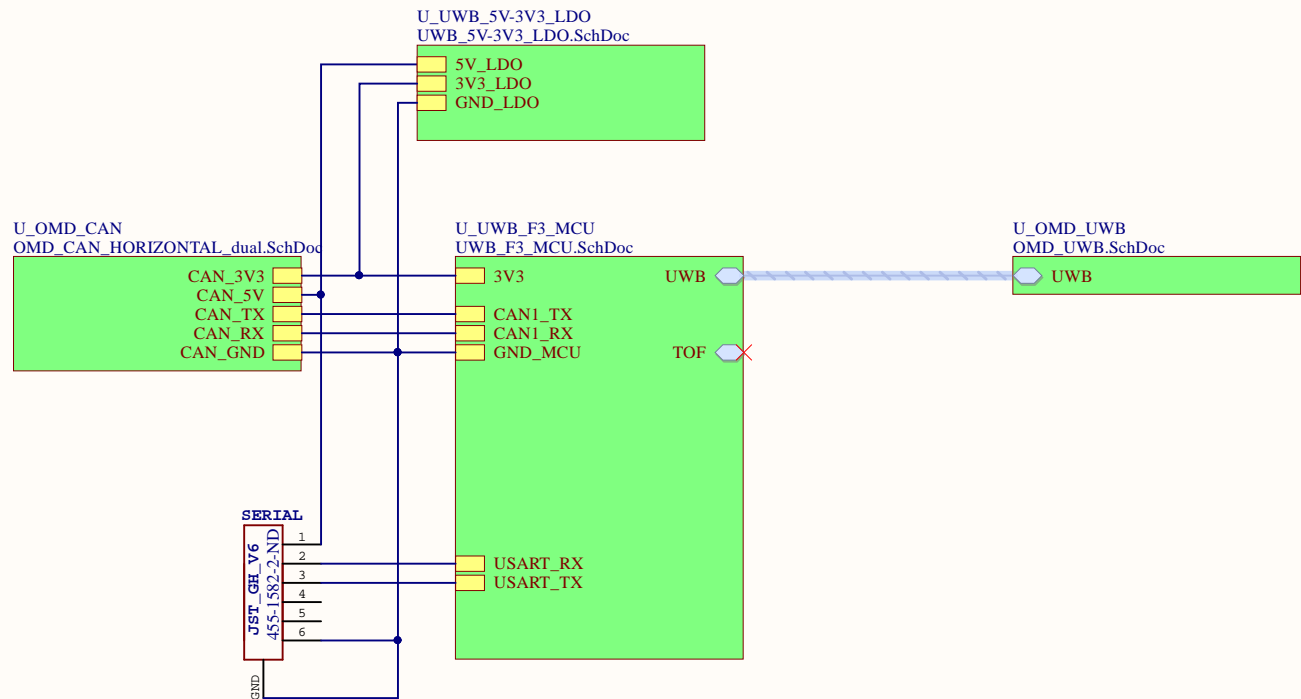 U_UWB_5V-3V3_LDO
UWB_5V-3V3_LDO.SchDoc
5V_LDO
3V3_LDO
GND_LDO
U_OMD_CAN
OMD_CAN_HORIZONTAL_dual.SchDoc
CAN_3V3
CAN_5V
CAN_TX
CAN_RX
CAN_GND
U_UWB_F3_MCU
UWB_F3_MCU.SchDoc
3V3
UWB
CAN1_TX
CAN1_RX
GND_MCU
TOF
USART_RX
USART_TX
U_OMD_UWB
OMD_UWB.SchDoc
UWB
SERIAL
JST_GH_V6
455-1582-2-ND
1
2
3
4
5
6
GND